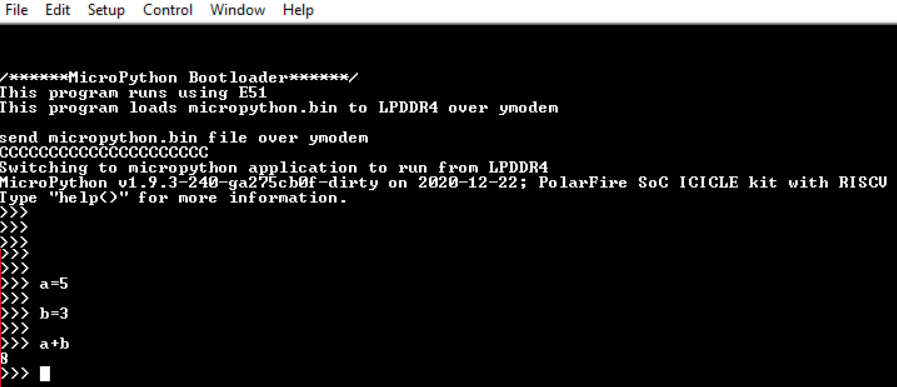 File Edit Setup Control Window Help
/******MicroPython Bootloader******/
This program runs using E51
This program loads micropython.bin to LPDDR4 over ymodem
send micropython.bin file over ymodem
CCCCCCCCCCCCCCCCCCCCC
Switching to micropython application to run from LPDDR4
MicroPython v1.9.3-240-ga275cb0f-dirty on 2020-12-22; PolarFire SoC ICICLE kit with RISCV
Type "help()" for more information.
>>>
>>>
>>>
>>>
>>>
>>> a=5
>>>
>>> b=3
>>>
>>> a+b
8
>>>